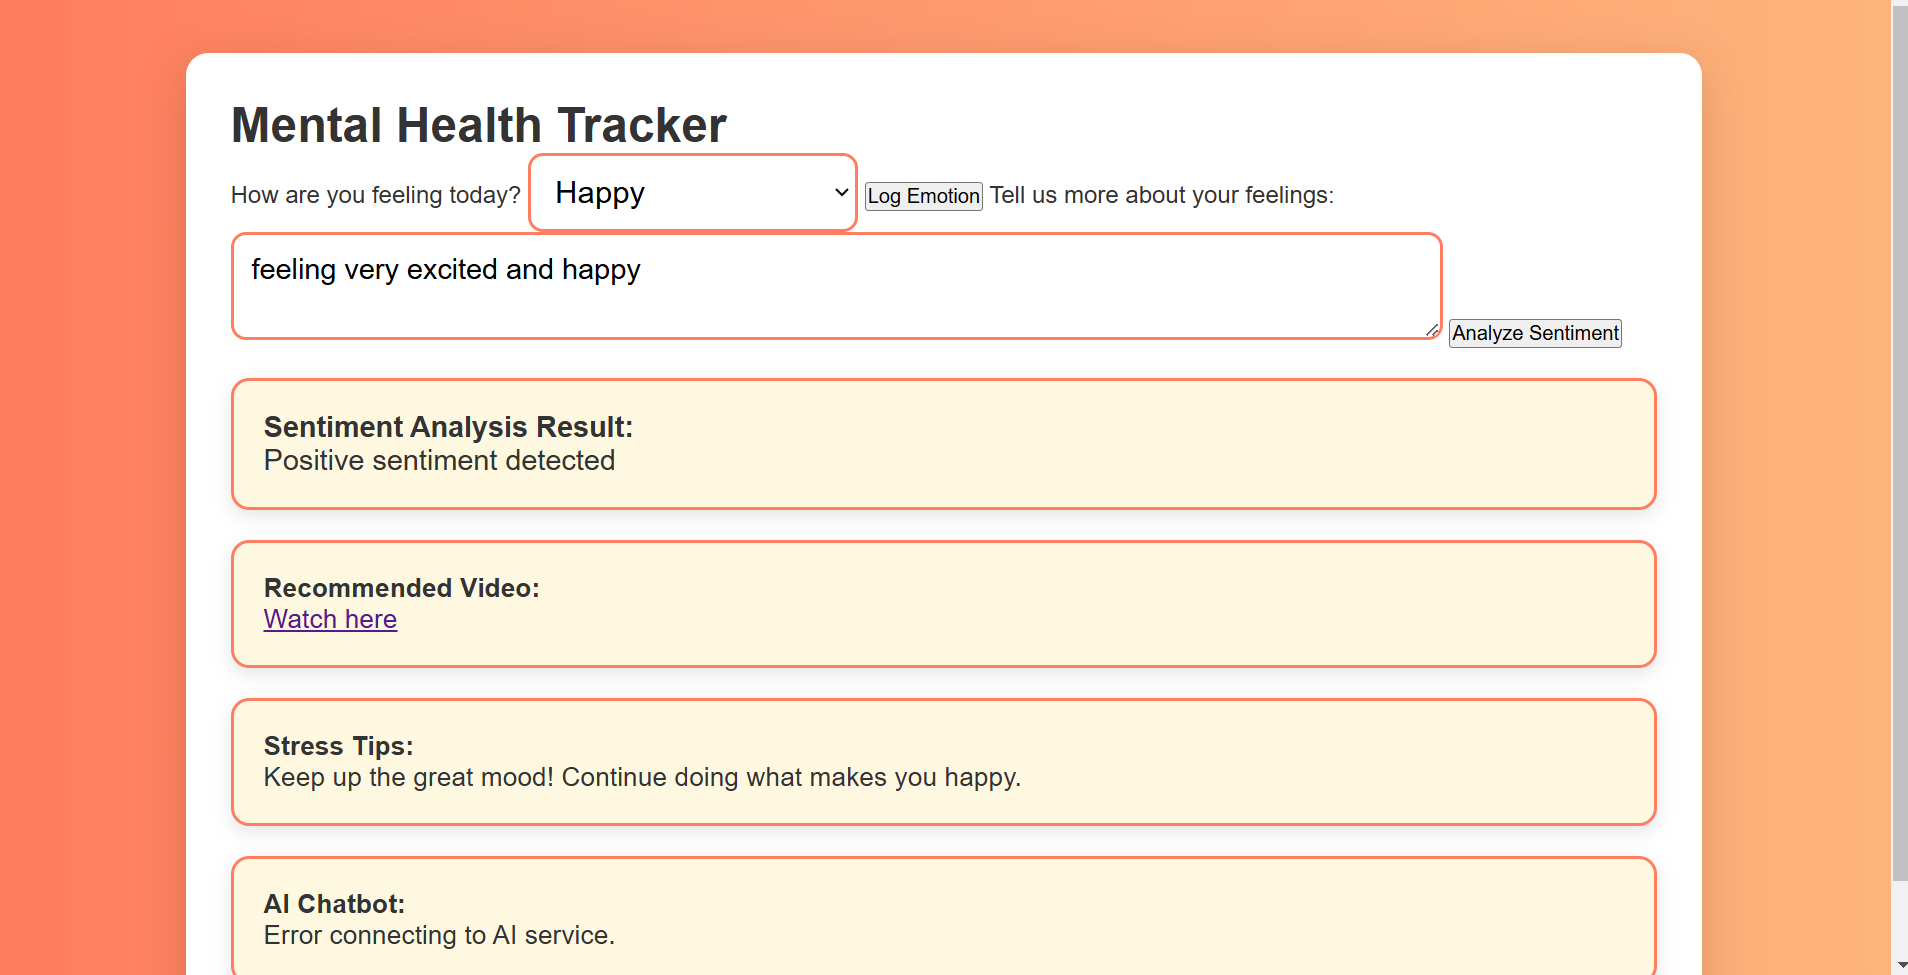 Mental Health Tracker
How are you feeling today? Happy Log Emotion Tell us more about your feelings:
feeling very excited and happy
Analyze Sentiment
Sentiment Analysis Result:
Positive sentiment detected
Recommended Video:
Watch here
Stress Tips:
Keep up the great mood! Continue doing what makes you happy.
AI Chatbot:
Error connecting to AI service.